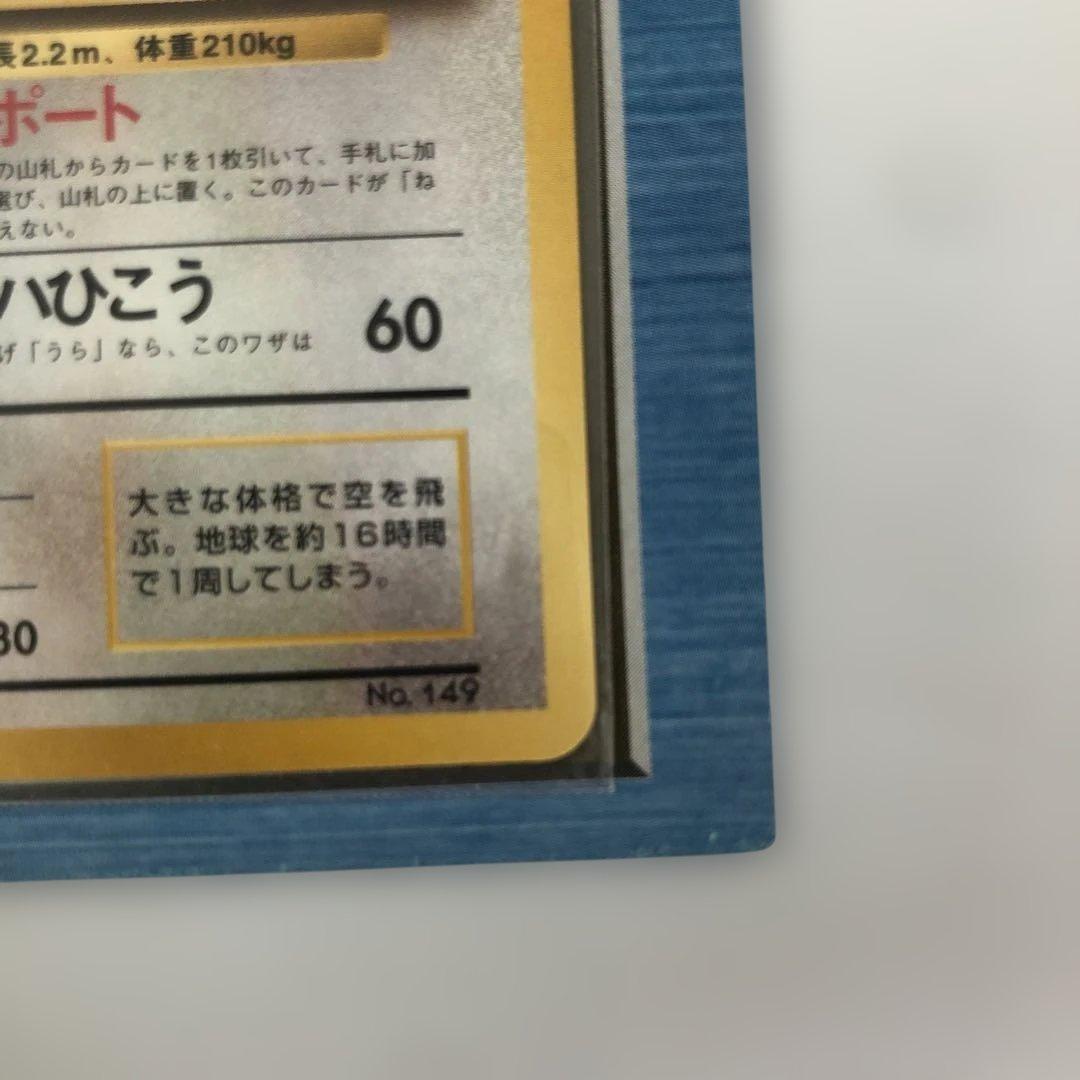 長2.2m、体重210kg
ポート
の山札からカードを1枚引いて、手札に加
選び、山札の上に置く。このカードが「ね
えない。
ハひこう 60
げ「うら」なら、このワザは
大きな体格で空を飛
ぶ。地球を約16時間
で1周してしまう。
30
No. 149